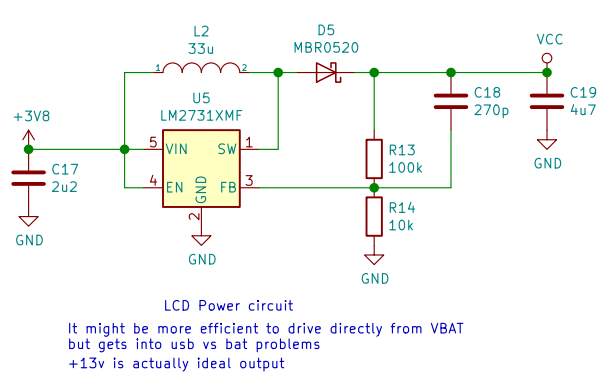 L2
33u
1
2
D5
MBR0520
VCC
C18
270p
C19
4u7
GND
+3V8
U5
LM2731XMF
5
VIN
SW
1
4
EN
GND
FB
3
2
GND
C17
2u2
GND
R13
100k
R14
10k
GND
LCD Power circuit
It might be more efficient to drive directly from VBAT
but gets into usb vs bat problems
+13v is actually ideal output